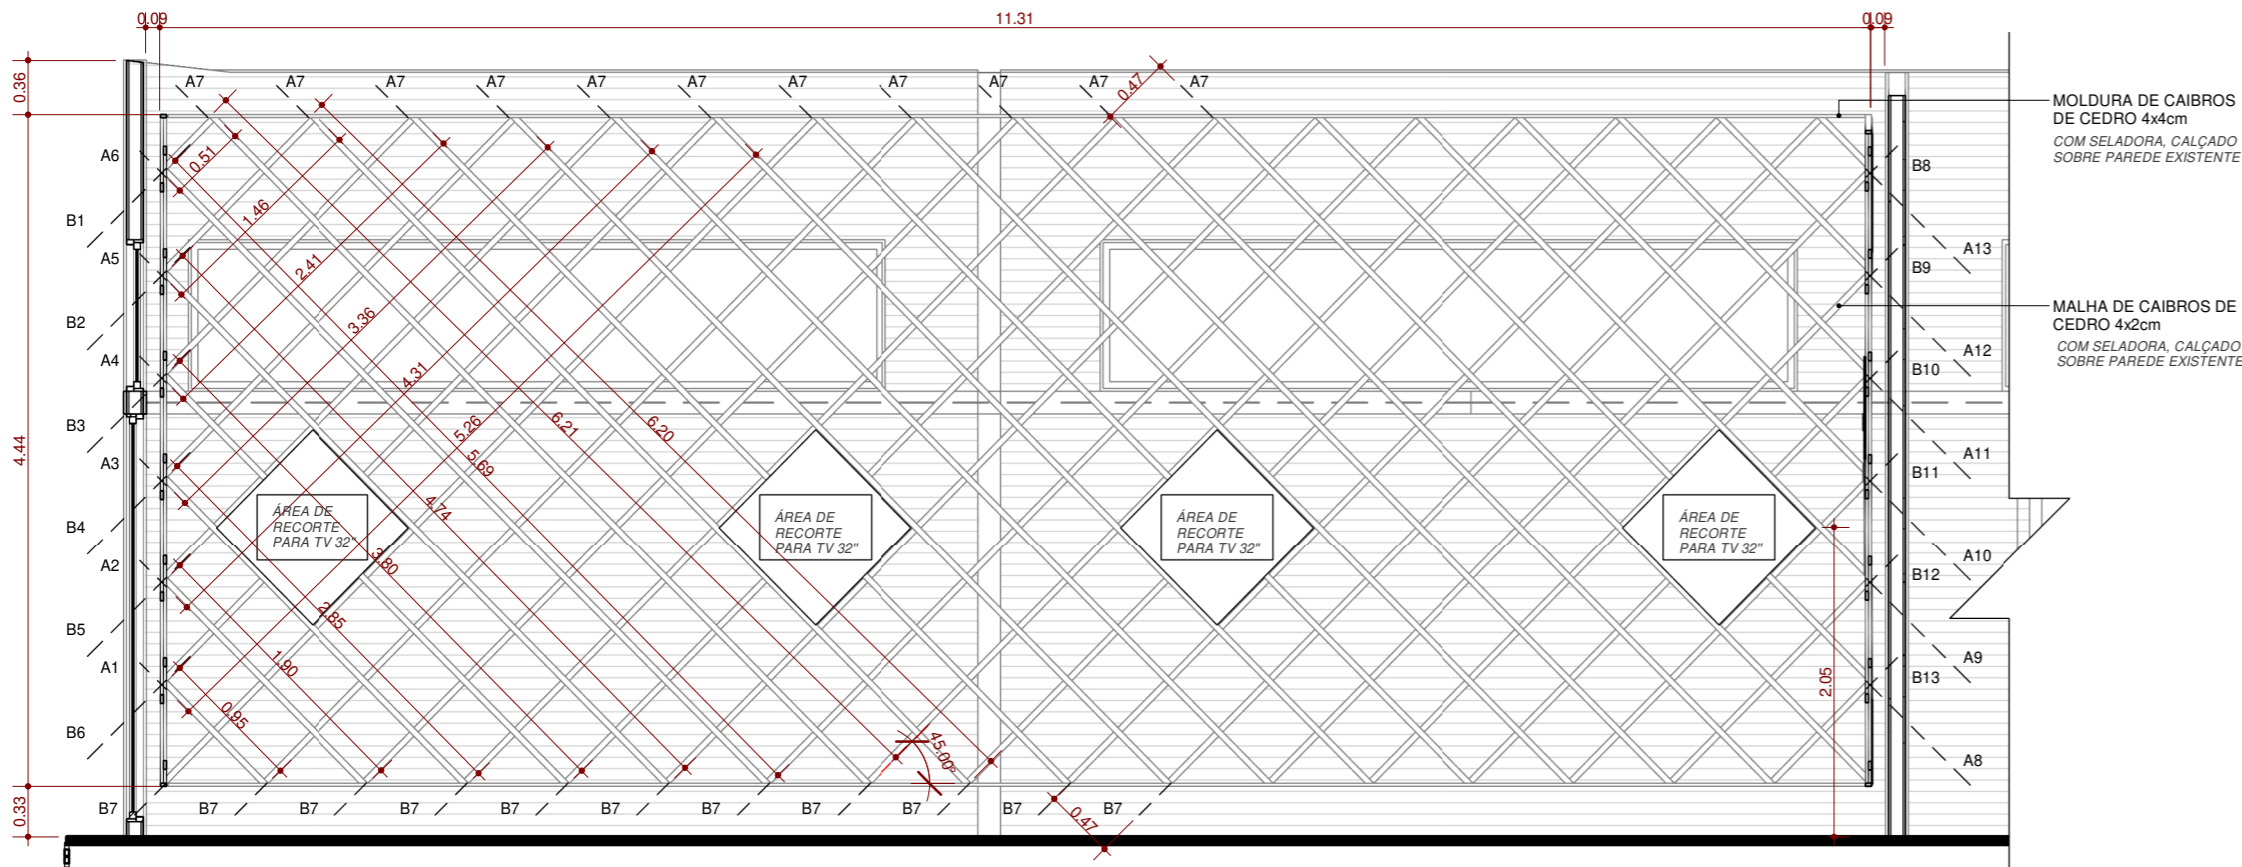 0.09
11.31
0.09
0.36
A7 A7 A7 A7 A7 A7 A7 A7 A7 A7 A7
0.47
MOLDURA DE CAIBROS
DE CEDRO 4x4cm
COM SELADORA, CALÇADO
SOBRE PAREDE EXISTENTE
A6
0.51
B8
B1
1.46
A5
2.41
A13
B9
MALHA DE CAIBROS DE
CEDRO 4x2cm
COM SELADORA, CALÇADO
SOBRE PAREDE EXISTENTE
B2
3.36
A4
4.31
A12
B10
B3
5.26
6.21
6.20
4.44
A3
5.69
A11
B11
B4
4.74
ÁREA DE
RECORTE
PARA TV 32"
ÁREA DE
RECORTE
PARA TV 32"
ÁREA DE
RECORTE
PARA TV 32"
ÁREA DE
RECORTE
PARA TV 32"
A2
3.80
A10
B12
B5
2.85
A1
1.90
A9
B13
2.05
B6
0.95
45.00°
A8
0.33
B7 B7 B7 B7 B7 B7 B7 B7 B7 B7 B7
0.47